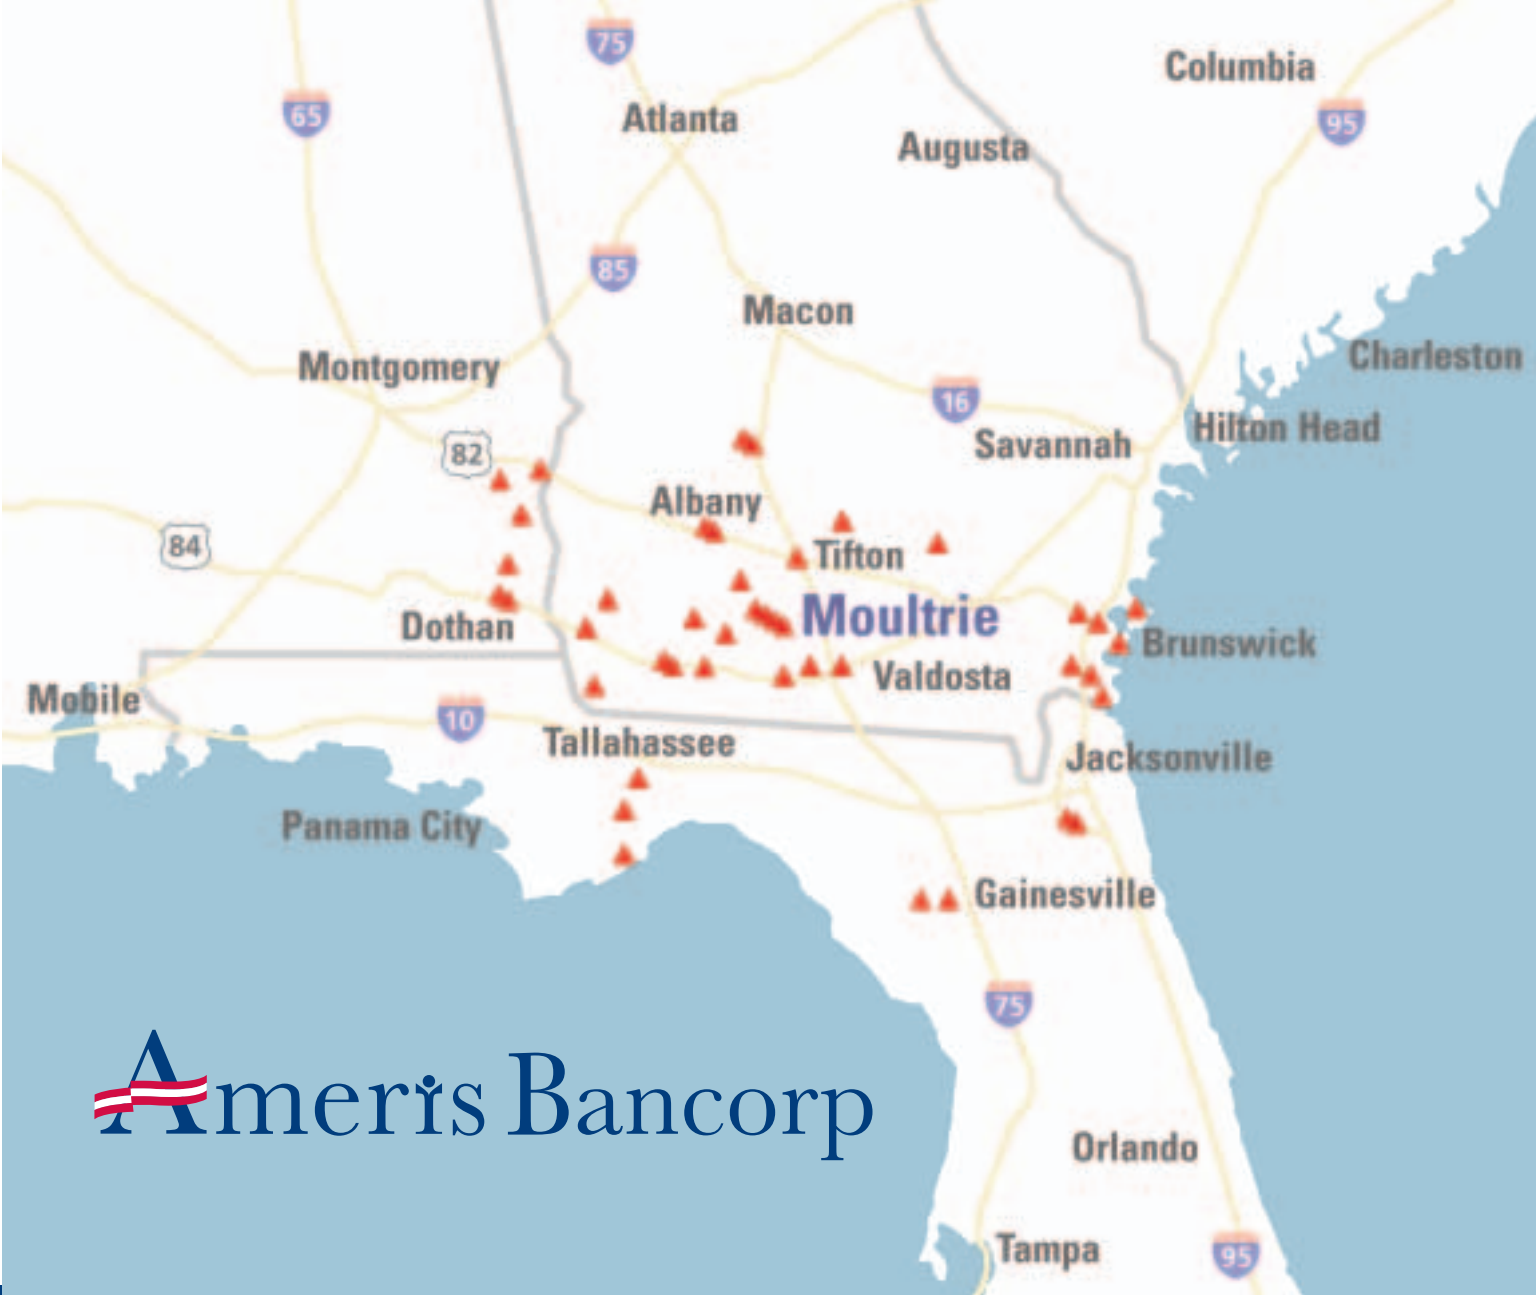 75
Columbia
65
Atlanta
95
Augusta
85
Macon
Charleston
Montgomery
16
Hilton Head
Savannah
82
Albany
84
Tifton
Moultrie
Dothan
Brunswick
Valdosta
Mobile
10
Tallahassee
Jacksonville
Panama City
Gainesville
75
Ameris Bancorp
Orlando
Tampa
95